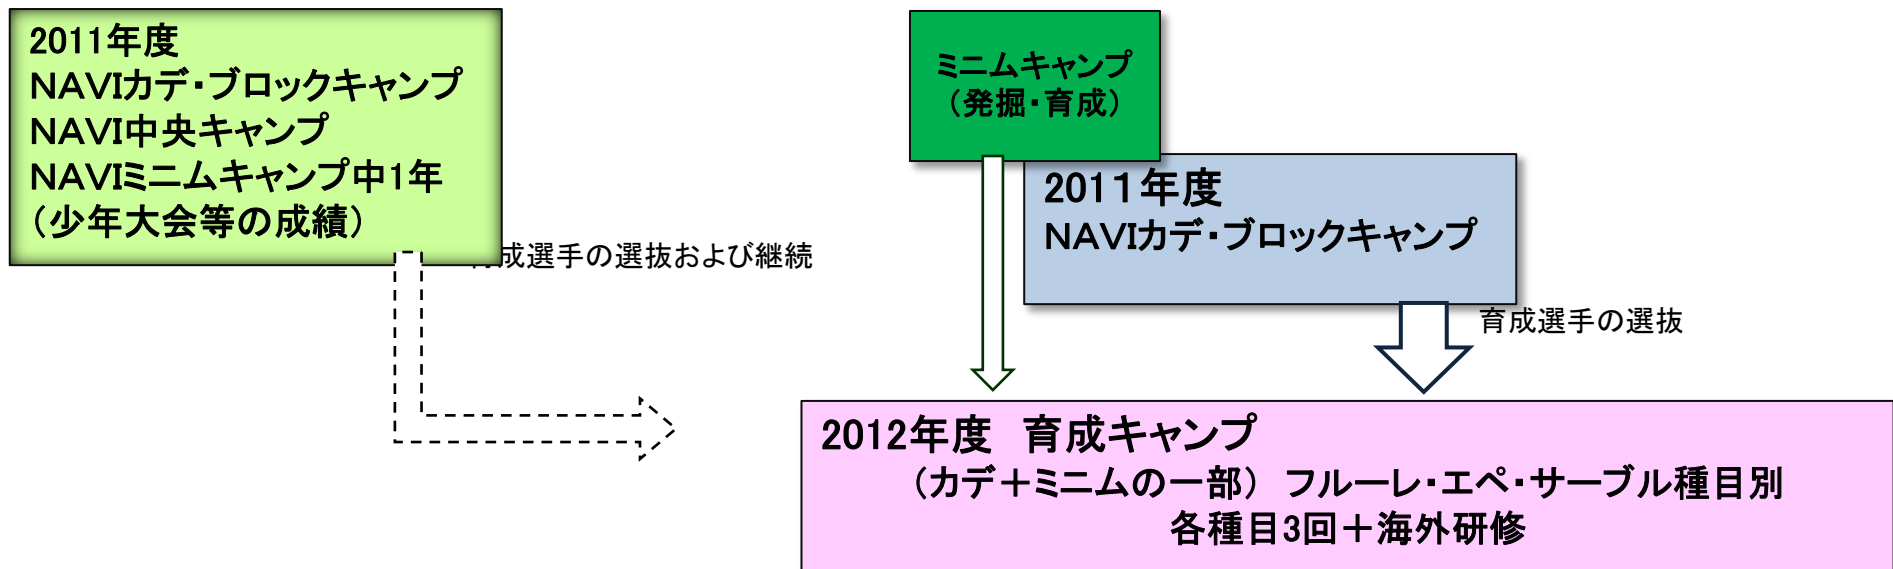 2011年度
NAVIカデ・ブロックキャンプ
NAVI中央キャンプ
NAVIミニムキャンプ中1年
（少年大会等の成績）
成選手の選抜および継続
ミニムキャンプ
（発掘・育成）
2011年度
NAVIカデ・ブロックキャンプ
育成選手の選抜
2012年度　育成キャンプ
（カデ＋ミニムの一部）　フルーレ・エペ・サーブル種目別
各種目3回＋海外研修